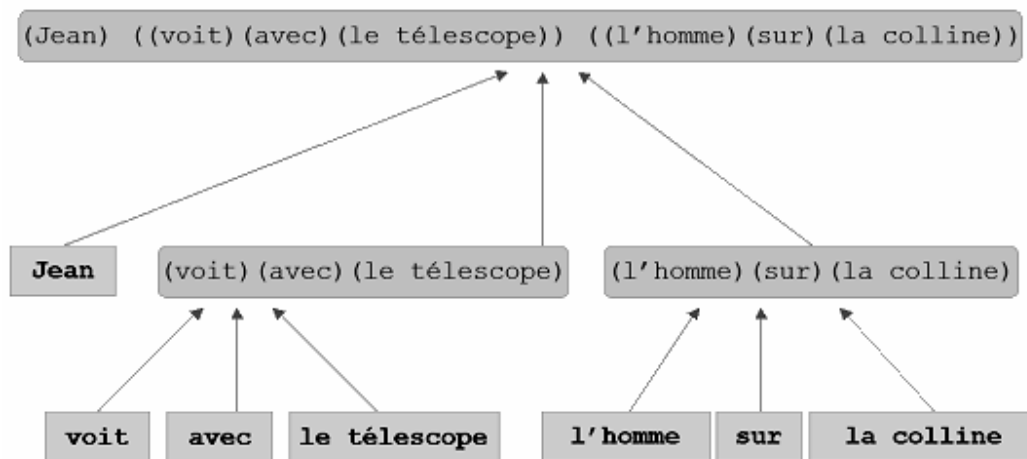 (Jean) ((voit)(avec)(le télescope)) ((l'homme)(sur)(la colline))
Jean
(voit)(avec)(le télescope)
(l'homme)(sur)(la colline)
voit
avec
le télescope
l'homme
sur
la colline